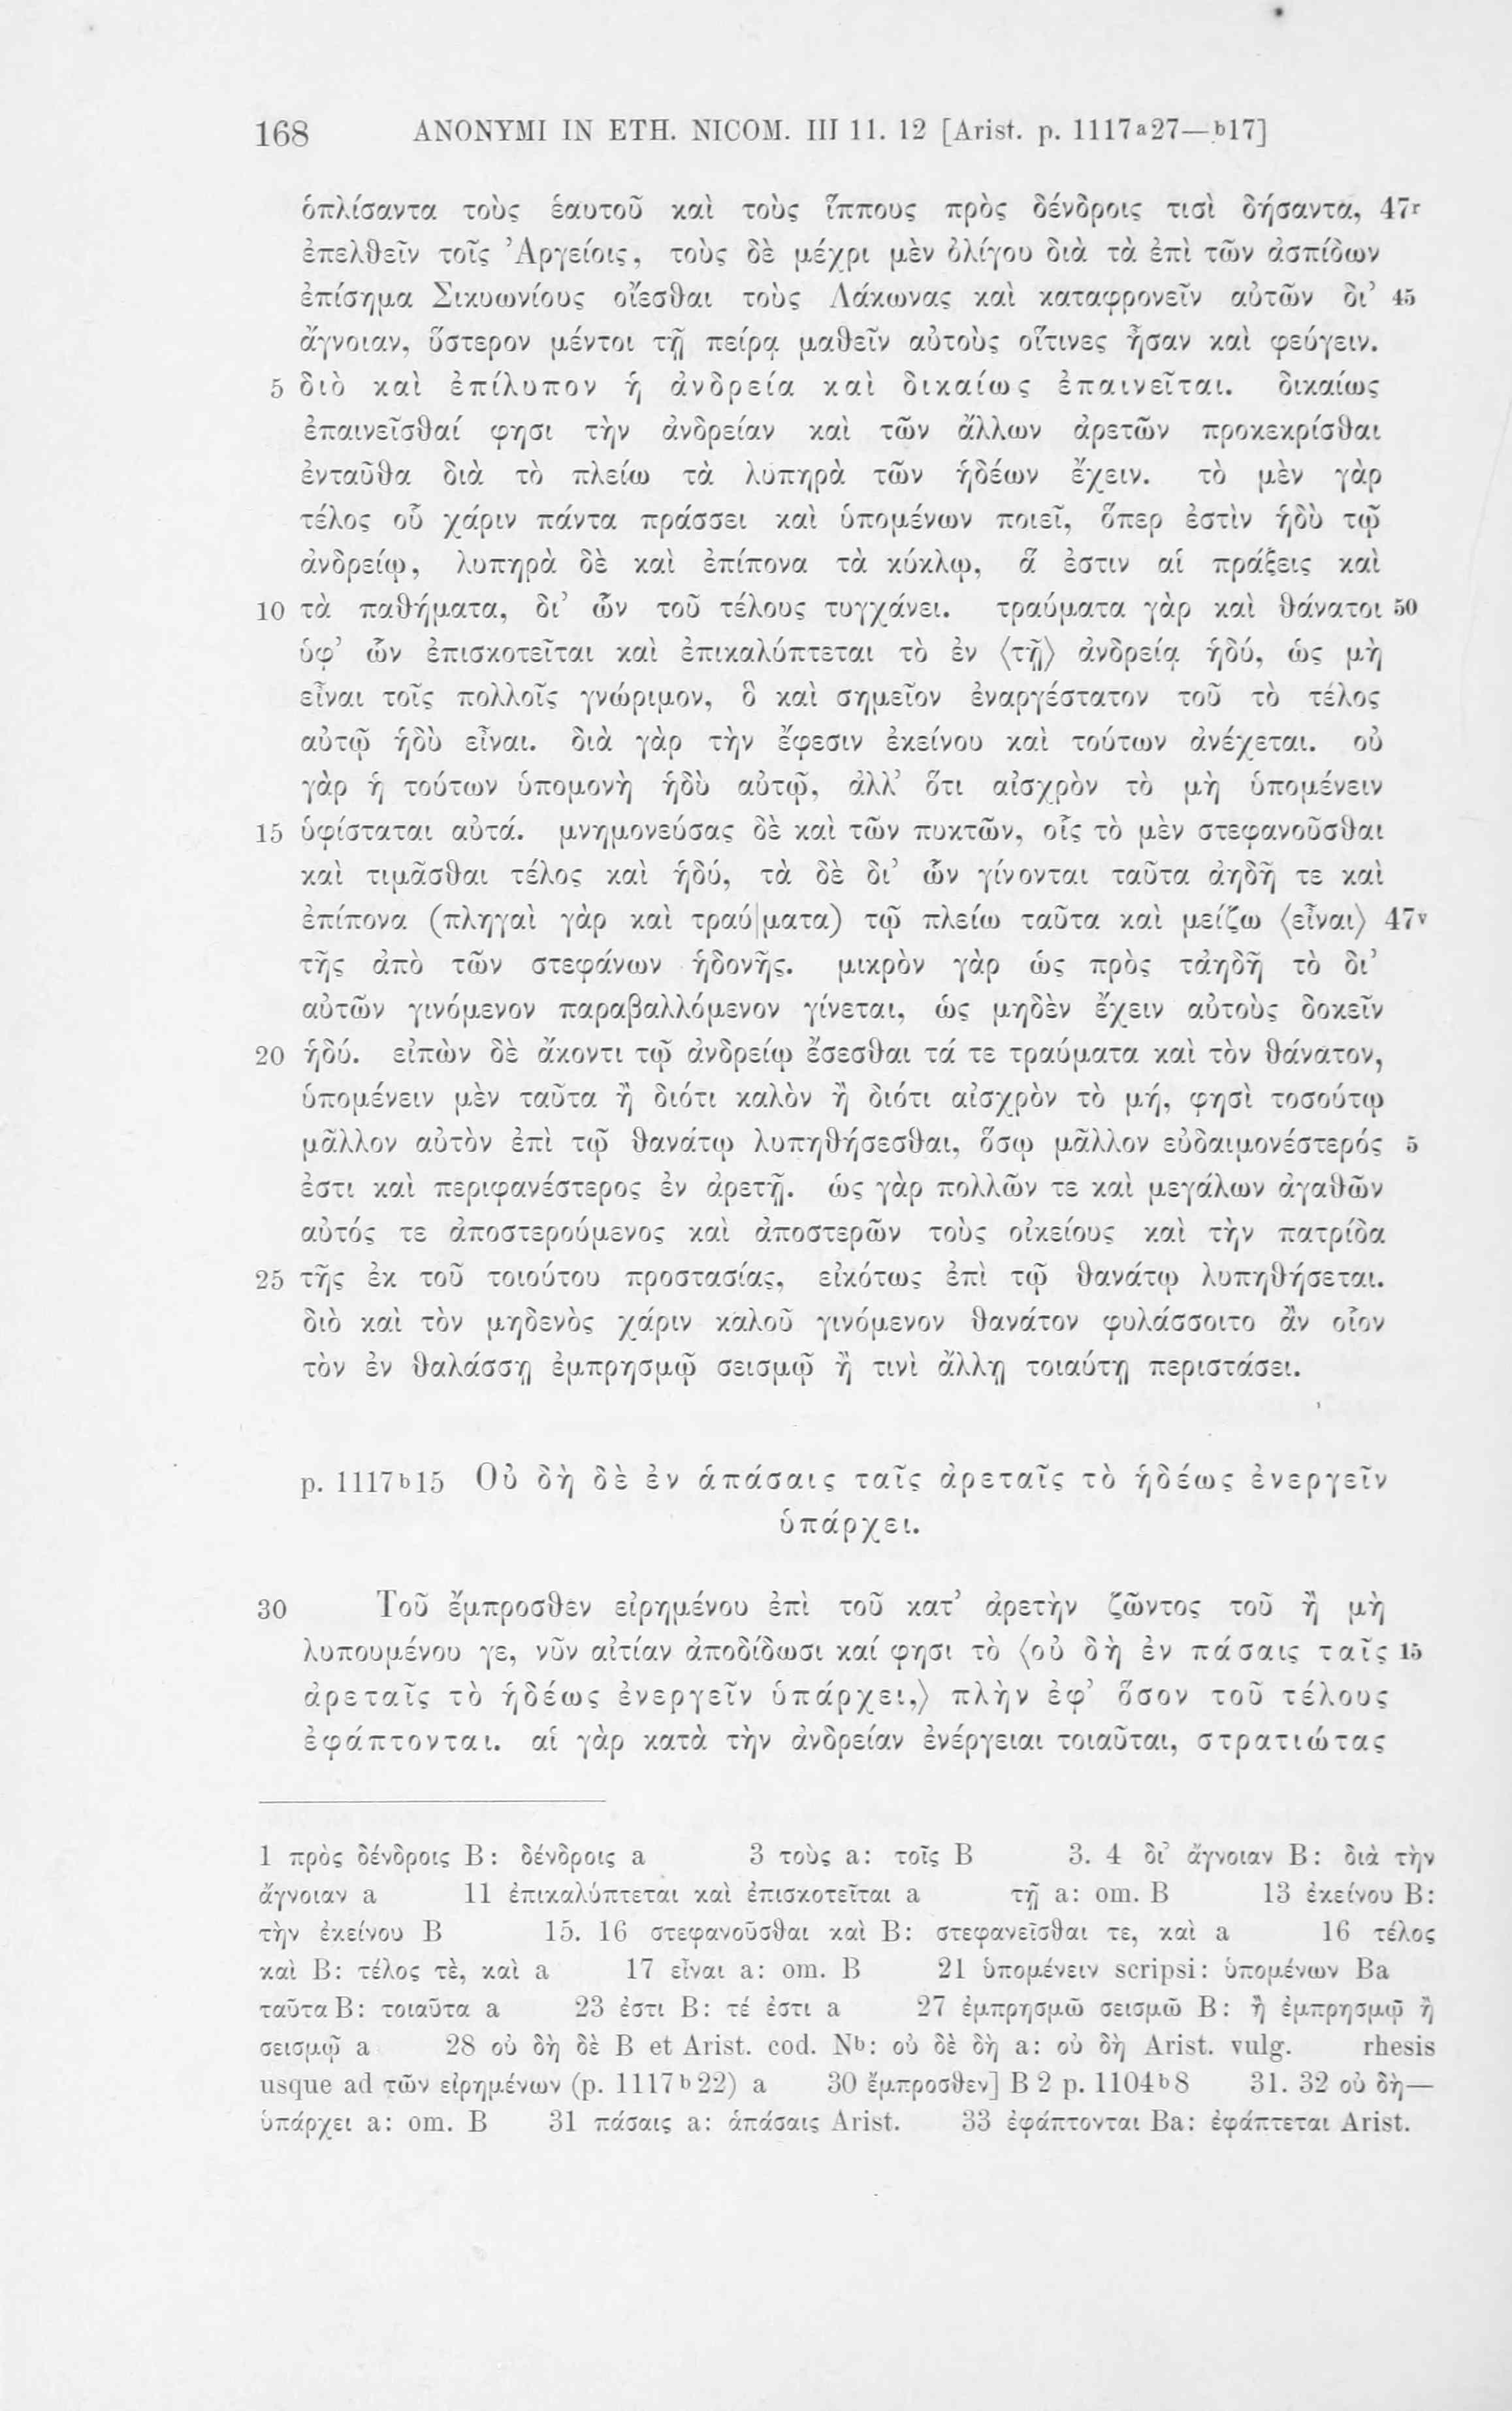 168 ANONYMI IN ETH. NICOM. III 11. 12 [Arist. p. 1117a27—b17]
ὁπλίσαντα τοὺς ἑαυτοῦ καὶ τοὺς ἵππους πρὸς δένδροις τισὶ δήσαντα, 47r
ἐπελθεῖν τοῖς Ἀργείοις, τοὺς δὲ μέχρι μὲν ὀλίγου διὰ τὰ ἐπὶ τῶν ἀσπίδων
ἐπίσημα Σικυωνίους οἴεσθαι τοὺς Λάκωνας καὶ καταφρονεῖν αὐτῶν δι’ 45
ἄγνοιαν, ὕστερον μέντοι τῇ πείρᾳ μαθεῖν αὐτοὺς οἵτινες ἦσαν καὶ φεύγειν.
5 διὸ καὶ ἐπίλυπον ἡ ἀνδρεία καὶ δικαίως ἐπαινεῖται. δικαίως
ἐπαινεῖσθαί φησι τὴν ἀνδρείαν καὶ τῶν ἄλλων ἀρετῶν προκεκρίσθαι
ἐνταῦθα διὰ τὸ πλείω τὰ λυπηρὰ τῶν ἡδέων ἔχειν. τὸ μὲν γὰρ
τέλος οὗ χάριν πάντα πράσσει καὶ ὑπομένων ποιεῖ, ὅπερ ἐστὶν ἡδὺ τῷ
ἀνδρείῳ, λυπηρὰ δὲ καὶ ἐπίπονα τὰ κύκλῳ, ἅ ἐστιν αἱ πράξεις καὶ
10 τὰ παθήματα, δι’ ὧν τοῦ τέλους τυγχάνει. τραύματα γὰρ καὶ θάνατοι 50
ὑφ’ ὧν ἐπισκοτεῖται καὶ ἐπικαλύπτεται τὸ ἐν ⟨τῇ⟩ ἀνδρείᾳ ἡδύ, ὡς μὴ
εἶναι τοῖς πολλοῖς γνώριμον, ὃ καὶ σημεῖον ἐναργέστατον τοῦ τὸ τέλος
αὐτῷ ἡδὺ εἶναι. διὰ γὰρ τὴν ἔφεσιν ἐκείνου καὶ τούτων ἀνέχεται. οὐ
γὰρ ἡ τούτων ὑπομονὴ ἡδὺ αὐτῷ, ἀλλ’ ὅτι αἰσχρὸν τὸ μὴ ὑπομένειν
15 ὑφίσταται αὐτά. μνημονεύσας δὲ καὶ τῶν πυκτῶν, οἷς τὸ μὲν στεφανοῦσθαι
καὶ τιμᾶσθαι τέλος καὶ ἡδύ, τὰ δὲ δι’ ὧν γίνονται ταῦτα ἀηδῆ τε καὶ
ἐπίπονα (πληγαὶ γὰρ καὶ τραύ|ματα) τῷ πλείω ταῦτα καὶ μείζω ⟨εἶναι⟩ 47v
τῆς ἀπὸ τῶν στεφάνων ἡδονῆς. μικρὸν γὰρ ὡς πρὸς τἀηδῆ τὸ δι’
αὐτῶν γινόμενον παραβαλλόμενον γίνεται, ὡς μηδὲν ἔχειν αὐτοὺς δοκεῖν
20 ἡδύ. εἰπὼν δὲ ἄκοντι τῷ ἀνδρείῳ ἔσεσθαι τά τε τραύματα καὶ τὸν θάνατον,
ὑπομένειν μὲν ταῦτα ἢ διότι καλὸν ἢ διότι αἰσχρὸν τὸ μή, φησὶ τοσούτῳ
μᾶλλον αὐτὸν ἐπὶ τῷ θανάτῳ λυπηθήσεσθαι, ὅσῳ μᾶλλον εὐδαιμονέστερός 5
ἐστι καὶ περιφανέστερος ἐν ἀρετῇ. ὡς γὰρ πολλῶν τε καὶ μεγάλων ἀγαθῶν
αὐτός τε ἀποστερούμενος καὶ ἀποστερῶν τοὺς οἰκείους καὶ τὴν πατρίδα
25 τῆς ἐκ τοῦ τοιούτου προστασίας, εἰκότως ἐπὶ τῷ θανάτῳ λυπηθήσεται.
διὸ καὶ τὸν μηδενὸς χάριν καλοῦ γινόμενον θανάτον φυλάσσοιτο ἂν οἷον
τὸν ἐν θαλάσσῃ ἐμπρησμῷ σεισμῷ ἤ τινὶ ἄλλῃ τοιαύτῃ περιστάσει.
p. 1117b15 Οὐ δὴ δὲ ἐν ἁπάσαις ταῖς ἀρεταῖς τὸ ἡδέως ἐνεργεῖν
ὑπάρχει.
30 Τοῦ ἔμπροσθεν εἰρημένου ἐπὶ τοῦ κατ’ ἀρετὴν ζῶντος τοῦ ἢ μὴ
λυπουμένου γε, νῦν αἰτίαν ἀποδίδωσι καί φησι τὸ ⟨οὐ δὴ ἐν πάσαις ταῖς 15
ἀρεταῖς τὸ ἡδέως ἐνεργεῖν ὑπάρχει,⟩ πλὴν ἐφ’ ὅσον τοῦ τέλους
ἐφάπτονται. αἱ γὰρ κατὰ τὴν ἀνδρείαν ἐνέργειαι τοιαῦται, στρατιώτας
1 πρὸς δένδροις B: δένδροις a 3 τοὺς a: τοῖς B 3. 4 δι’ ἄγνοιαν B: διὰ τὴν
ἄγνοιαν a 11 ἐπικαλύπτεται καὶ ἐπισκοτεῖται a τῇ a: om. B 13 ἐκείνου B:
τὴν ἐκείνου B 15. 16 στεφανοῦσθαι καὶ B: στεφανεῖσθαι τε, καὶ a 16 τέλος
καὶ B: τέλος τὲ, καὶ a 17 εἶναι a: om. B 21 ὑπομένειν scripsi: ὑπομένων Ba
ταῦτα B: τοιαῦτα a 23 ἐστι B: τέ ἐστι a 27 ἐμπρησμῶ σεισμῶ B: ἢ ἐμπρησμῷ ἢ
σεισμῷ a 28 οὐ δὴ δὲ B et Arist. cod. Nb: οὐ δὲ δὴ a: οὐ δὴ Arist. vulg. rhesis
usque ad τῶν εἰρημένων (p. 1117b22) a 30 ἔμπροσθεν] B 2 p. 1104b8 31. 32 οὐ δὴ—
ὑπάρχει a: om. B 31 πάσαις a: ἁπάσαις Arist. 33 ἐφάπτονται Ba: ἐφάπτεται Arist.